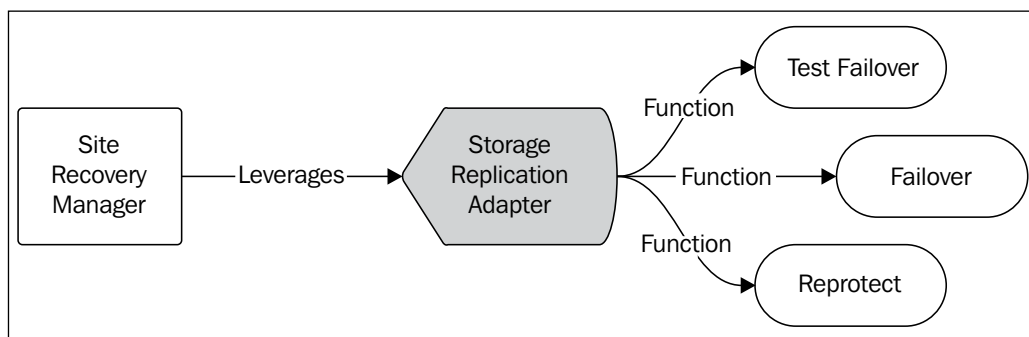 Site
Recovery
Manager
Leverages
Storage
Replication
Adapter
Function
Test Failover
Function
Failover
Function
Reprotect